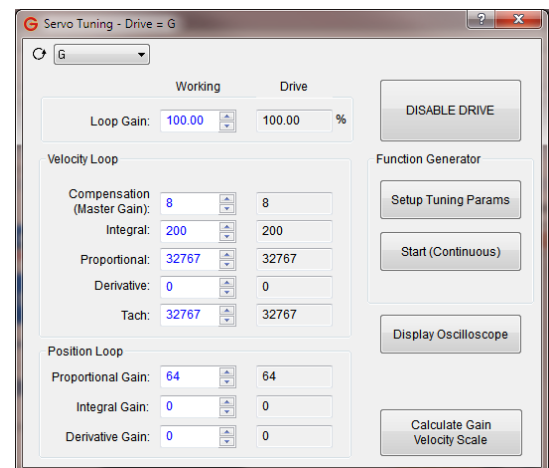 G Servo Tuning - Drive = G
G
Working Drive
Loop Gain: 100.00 100.00 %
DISABLE DRIVE
Velocity Loop
Compensation
(Master Gain): 8 8
Integral: 200 200
Proportional: 32767 32767
Derivative: 0 0
Tach: 32767 32767
Function Generator
Setup Tuning Params
Start (Continuous)
Display Oscilloscope
Position Loop
Proportional Gain: 64 64
Integral Gain: 0 0
Derivative Gain: 0 0
Calculate Gain
Velocity Scale